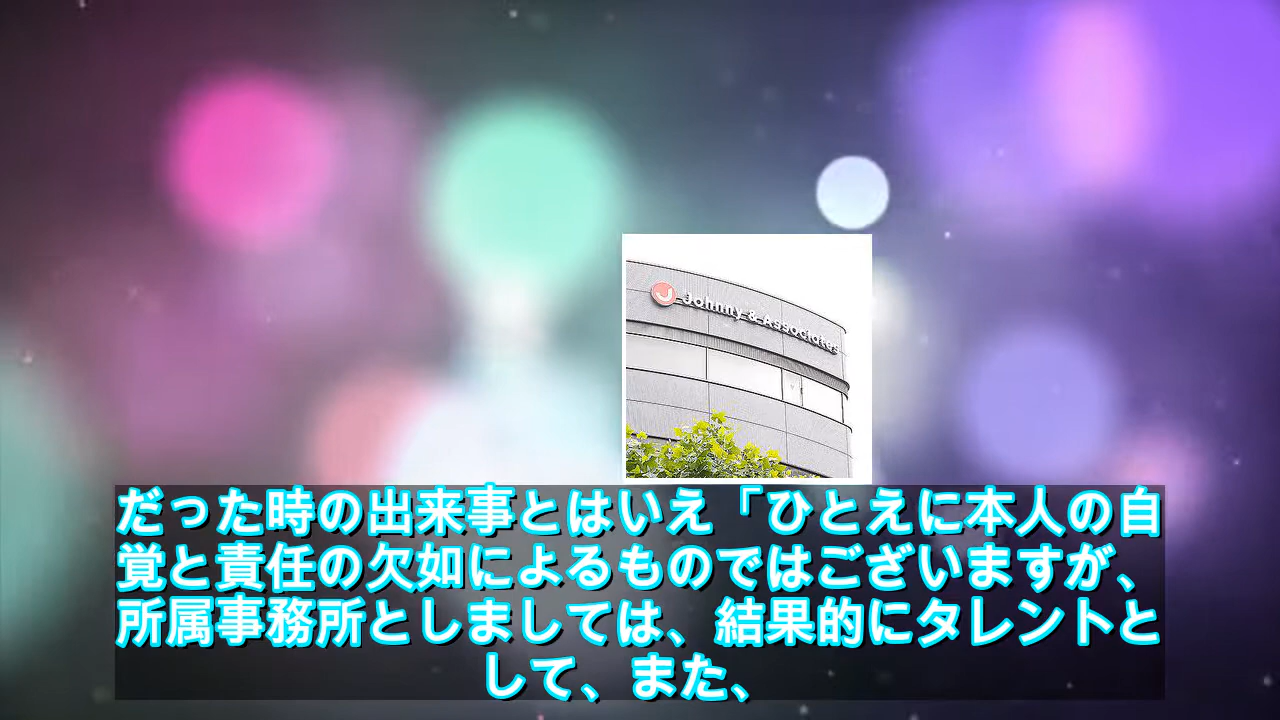 Johnny & Associates
だった時の出来事とはいえ「ひとえに本人の自
覚と責任の欠如によるものではございますが、
所属事務所としましては、結果的にタレントと
して、また、